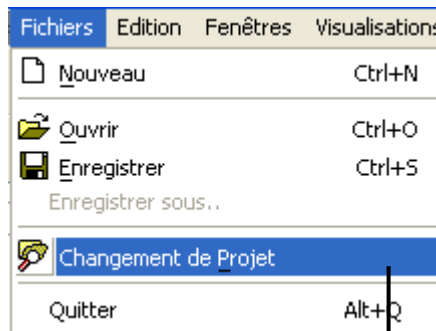 Fichiers Edition Fenêtres Visualisations
Nouveau Ctrl+N
Ouvrir Ctrl+O
Enregistrer Ctrl+S
Enregistrer sous..
Changement de Projet
Quitter Alt+Q